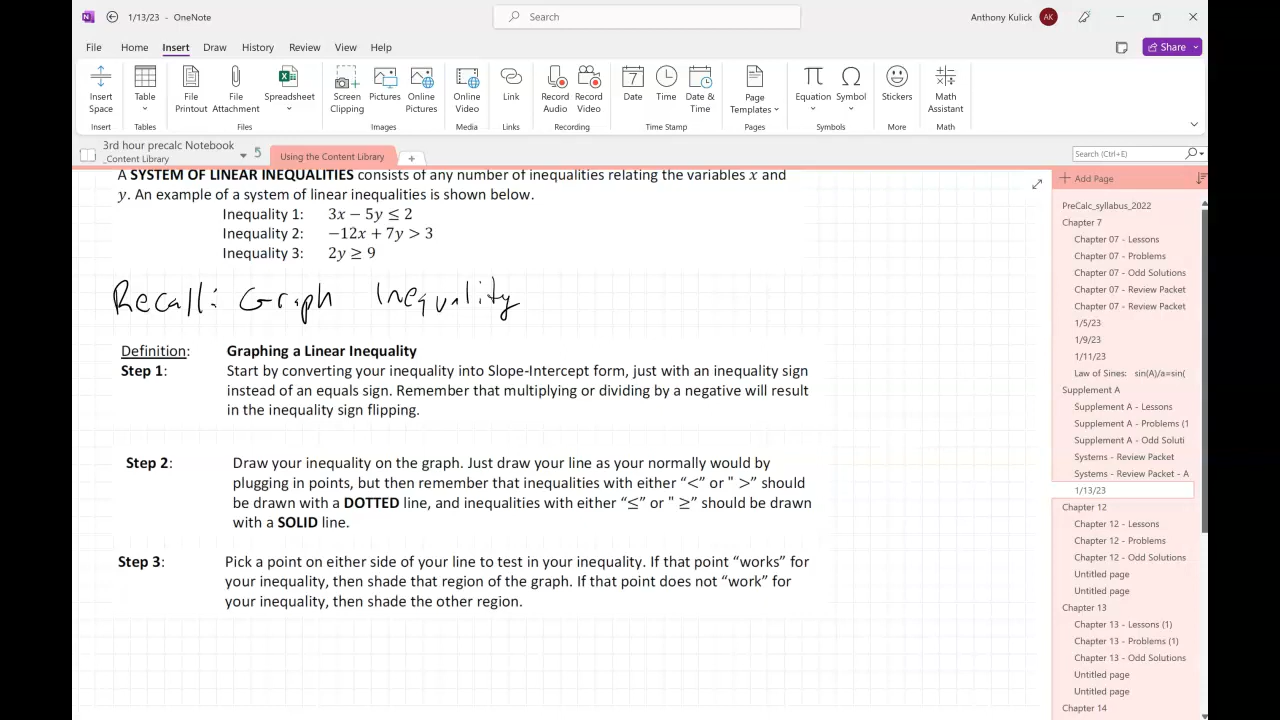 1/13/23 - OneNote
Search
Anthony Kulick
AK
File Home Insert Draw History Review View Help
Share
Insert Space
Table
File Printout
File Attachment
Spreadsheet
Screen Clipping
Pictures
Online Pictures
Online Video
Link
Record Audio
Record Video
Date
Time
Date & Time
Page Templates
Equation
Symbol
Stickers
Math Assistant
Insert Tables Files Images Media Links Recording Time Stamp Pages Symbols More Math
3rd hour precalc Notebook
_Content Library
Using the Content Library
Search (Ctrl+E)
A SYSTEM OF LINEAR INEQUALITIES consists of any number of inequalities relating the variables x and
y. An example of a system of linear inequalities is shown below.
Inequality 1: 3x − 5y ≤ 2
Inequality 2: −12x + 7y > 3
Inequality 3: 2y ≥ 9
Recall: Graph Inequality
Definition: Graphing a Linear Inequality
Step 1: Start by converting your inequality into Slope-Intercept form, just with an inequality sign
instead of an equals sign. Remember that multiplying or dividing by a negative will result
in the inequality sign flipping.
Step 2: Draw your inequality on the graph. Just draw your line as your normally would by
plugging in points, but then remember that inequalities with either “<” or " >” should
be drawn with a DOTTED line, and inequalities with either “≤” or " ≥” should be drawn
with a SOLID line.
Step 3: Pick a point on either side of your line to test in your inequality. If that point “works” for
your inequality, then shade that region of the graph. If that point does not “work” for
your inequality, then shade the other region.
Add Page
PreCalc_syllabus_2022
Chapter 7
Chapter 07 - Lessons
Chapter 07 - Problems
Chapter 07 - Odd Solutions
Chapter 07 - Review Packet
Chapter 07 - Review Packet
1/5/23
1/9/23
1/11/23
Law of Sines: sin(A)/a=sin(
Supplement A
Supplement A - Lessons
Supplement A - Problems (1
Supplement A - Odd Soluti
Systems - Review Packet
Systems - Review Packet - A
1/13/23
Chapter 12
Chapter 12 - Lessons
Chapter 12 - Problems
Chapter 12 - Odd Solutions
Untitled page
Untitled page
Chapter 13
Chapter 13 - Lessons (1)
Chapter 13 - Problems (1)
Chapter 13 - Odd Solutions
Untitled page
Untitled page
Chapter 14